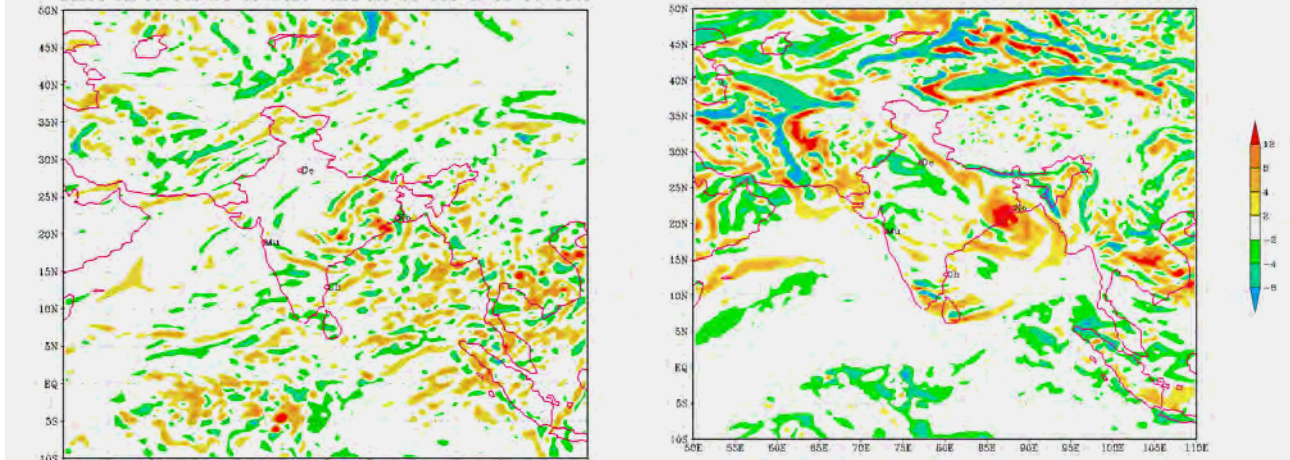 50N
45N
40N
35N
30N
25N
20N
15N
10N
5N
EQ
5S
10S
De
Ko
Mu
Ch
50N
45N
40N
35N
30N
25N
20N
15N
10N
5N
EQ
5S
10S
De
Ko
Mu
Ch
50E 55E 60E 65E 70E 75E 80E 85E 90E 95E 100E 105E 110E
12
8
4
2
-2
-4
-8